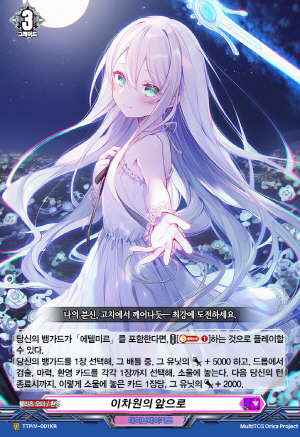 3
그레이드
나의 분신, 고치에서 깨어나듯— 최강에 도전하세요.
당신의 뱅가드가 「에텔미르」를 포함한다면, [ 1 ]하는 것으로 플레이할
수 있다.
당신의 뱅가드를 1장 선택해, 그 배틀 중, 그 유닛의 + 5000 하고, 드롭에서
검술, 마력, 환영 카드를 각각 1장까지 선택해, 소울에 놓는다. 다음 당신의 턴
종료시까지, 이렇게 소울에 놓은 카드 1장당, 그 유닛의 + 2000.
이차원의 앞으로
TTP/V-001KR
MultiTCG Orica Project